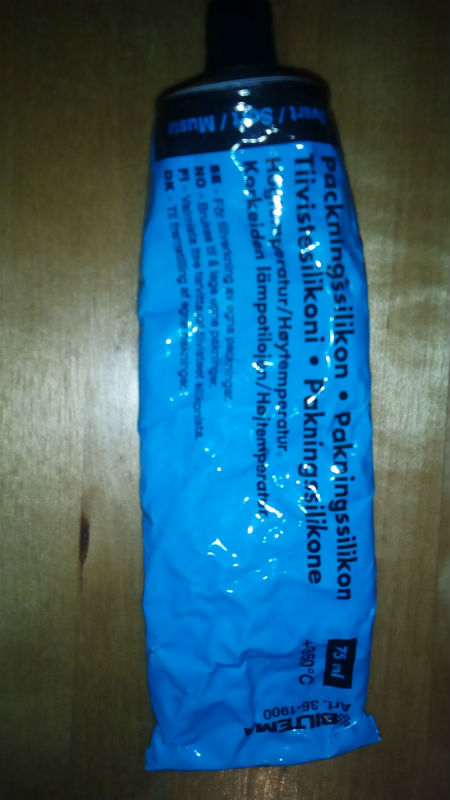 Svart / Sort / Musta
Packningssilikon • Pakningssilikon
Tiivistesilikoni • Pakningssilikone
Högtemperatur/Høytemperatur.
Korkeiden lämpotilojen/Højtemperatur.
SE - För tillverkning av egna packningar.
NO - Brukes til å lage egne pakninger.
FI - Valmista itse tarvittavat tiivisteet silikonista.
DK - Til fremstilling af egne pakninger.
75 ml
+350°C
BILTEMA
Art. 36-1900